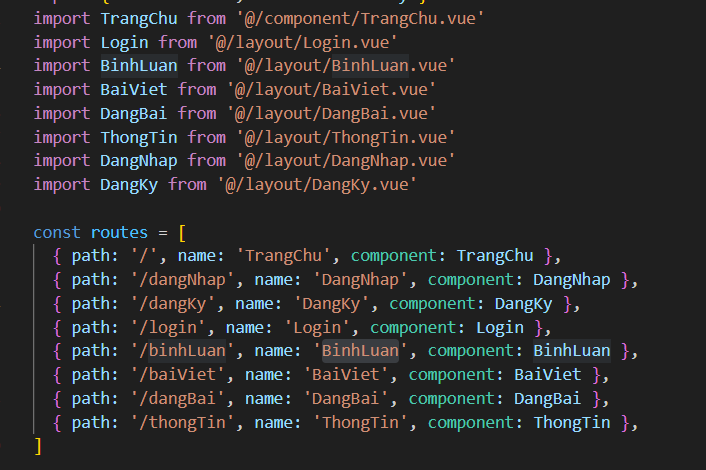 import TrangChu from '@/component/TrangChu.vue'
import Login from '@/layout/Login.vue'
import BinhLuan from '@/layout/BinhLuan.vue'
import BaiViet from '@/layout/BaiViet.vue'
import DangBai from '@/layout/DangBai.vue'
import ThongTin from '@/layout/ThongTin.vue'
import DangNhap from '@/layout/DangNhap.vue'
import DangKy from '@/layout/DangKy.vue'
const routes = [
{ path: '/', name: 'TrangChu', component: TrangChu },
{ path: '/dangNhap', name: 'DangNhap', component: DangNhap },
{ path: '/dangKy', name: 'DangKy', component: DangKy },
{ path: '/login', name: 'Login', component: Login },
{ path: '/binhLuan', name: 'BinhLuan', component: BinhLuan },
{ path: '/baiViet', name: 'BaiViet', component: BaiViet },
{ path: '/dangBai', name: 'DangBai', component: DangBai },
{ path: '/thongTin', name: 'ThongTin', component: ThongTin },
]